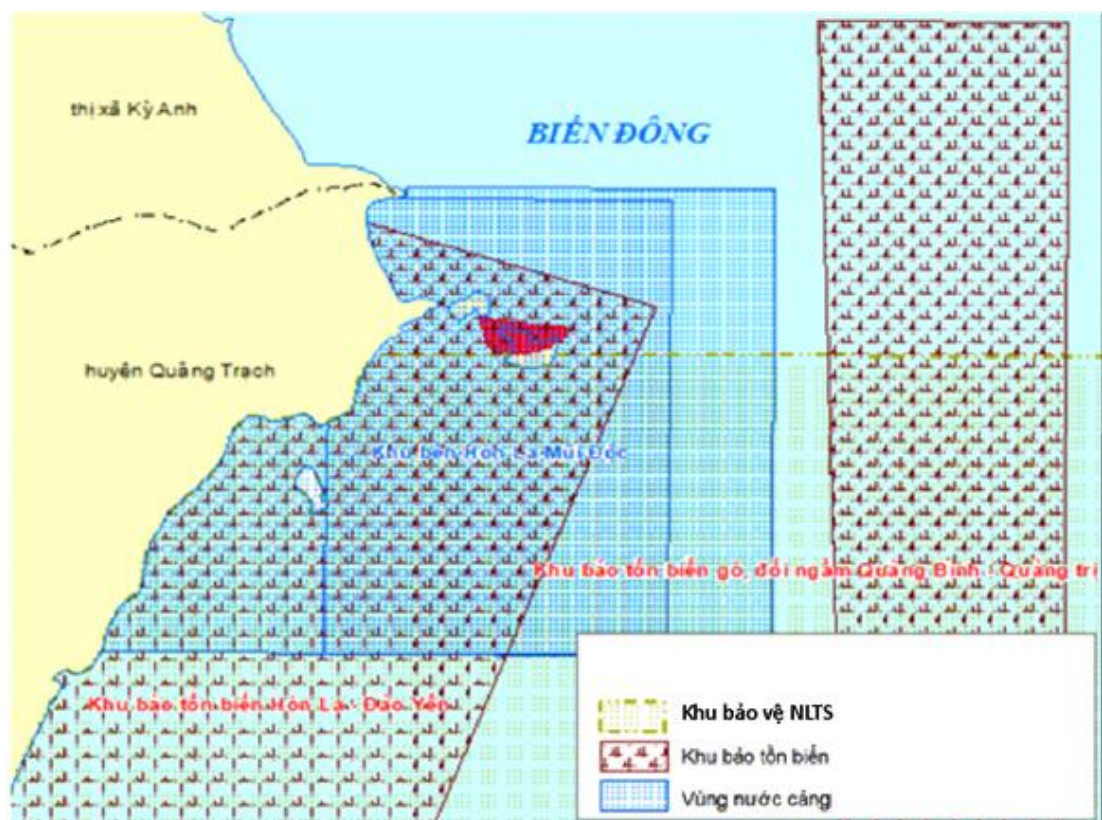 thị xã Kỳ Anh
BIỂN ĐÔNG
huyện Quảng Trạch
Khu bến Hòn La-Mũi Độc
Khu bảo tồn biển gò, đồi ngầm Quảng Bình - Quảng trị
Khu bảo tồn biển Hòn La - Đảo Yến
Khu bảo vệ NLTS
Khu bảo tồn biển
Vùng nước cảng